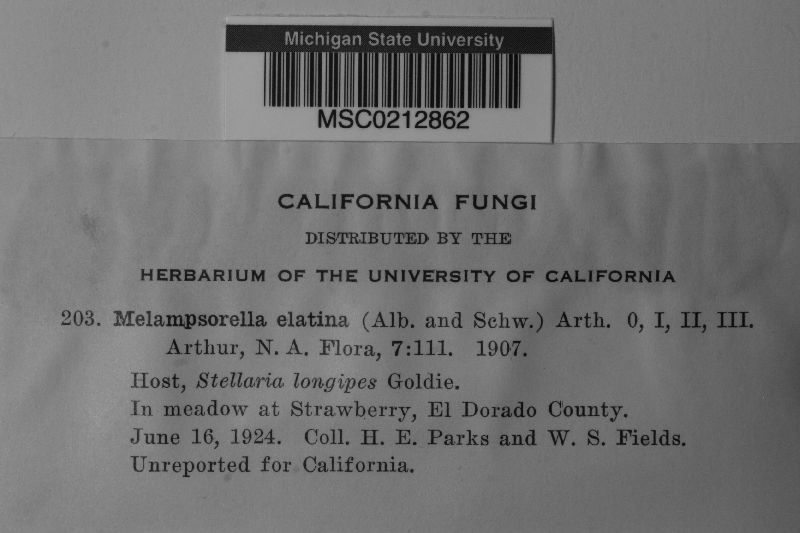 Michigan State University
MSC0212862
CALIFORNIA FUNGI
DISTRIBUTED BY THE
HERBARIUM OF THE UNIVERSITY OF CALIFORNIA
203. Melampsorella elatina (Alb. and Schw.) Arth. 0, I, II, III.
Arthur, N. A. Flora, 7:111. 1907.
Host, Stellaria longipes Goldie.
In meadow at Strawberry, El Dorado County.
June 16, 1924. Coll. H. E. Parks and W. S. Fields.
Unreported for California.